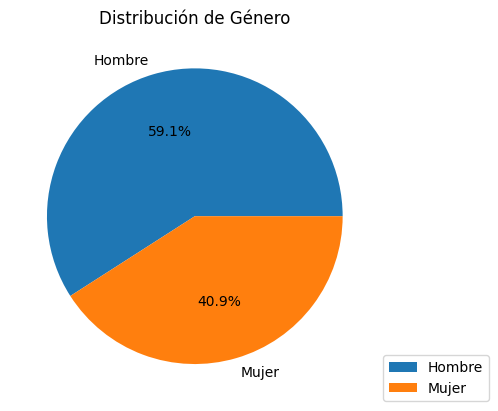 Distribución de Género
Hombre
59.1%
40.9%
Mujer
Hombre
Mujer